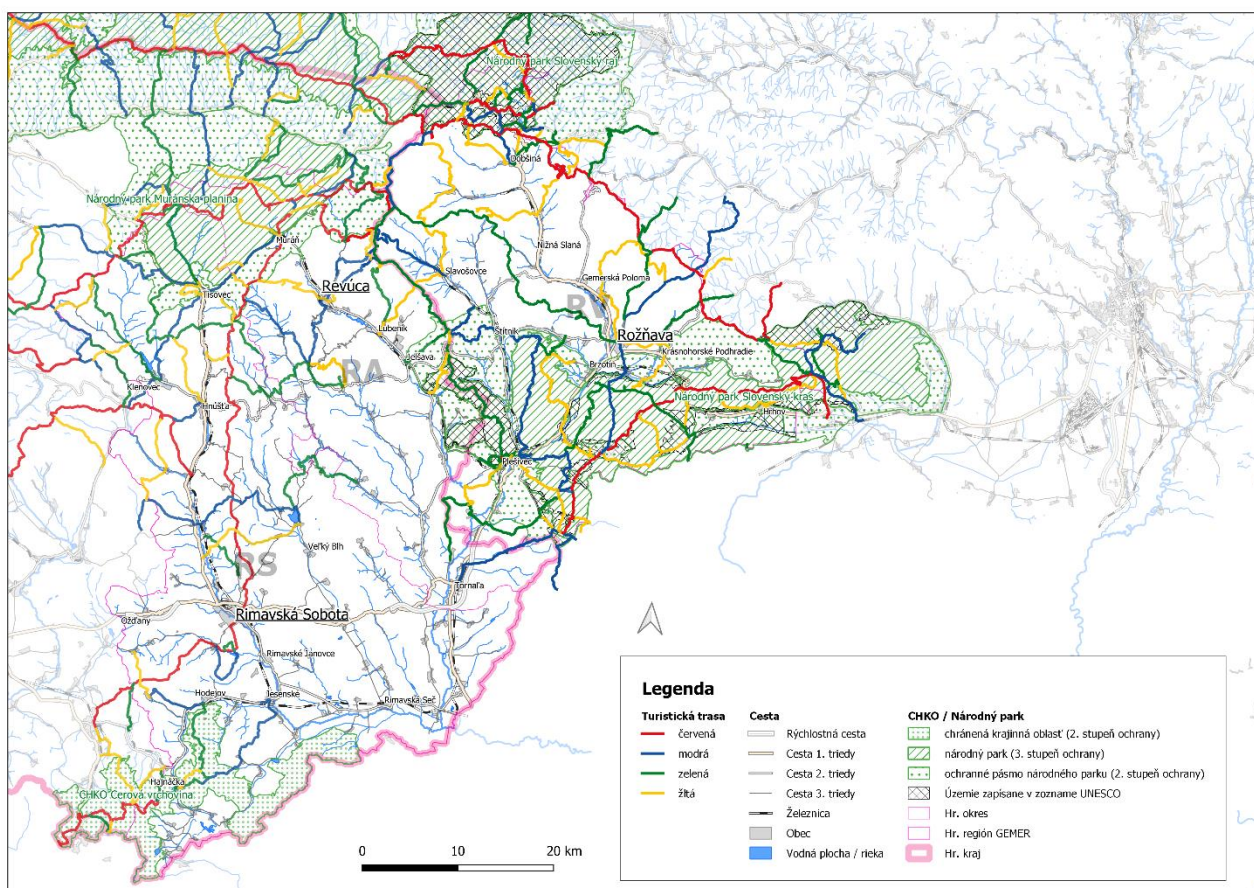 Národný park Slovenský raj
Dobšiná
Národný park Muránska planina
Muráň
Nižná Slaná
Slavošovce
Gemerská Poloma
Revúca
Tisovec
RV
Lubeník
Štítnik
Rožňava
Krásnohorské Podhradie
Jelšava
Brzotín
RA
Klenovec
Národný park Slovenský kras
Hrhov
Hnúšťa
Plešivec
Veľký Blh
RS
Tornaľa
Ožďany
Rimavská Sobota
Rimavské Janovce
Hodejov
Jesenské
Rimavská Seč
Hajnáčka
CHKO Cerová vrchovina
0 10 20 km
Legenda
Turistická trasa
červená
modrá
zelená
žltá
Cesta
Rýchlostná cesta
Cesta 1. triedy
Cesta 2. triedy
Cesta 3. triedy
Železnica
Obec
Vodná plocha / rieka
CHKO / Národný park
chránená krajinná oblasť (2. stupeň ochrany)
národný park (3. stupeň ochrany)
ochranné pásmo národného parku (2. stupeň ochrany)
Územie zapísane v zozname UNESCO
Hr. okres
Hr. región GEMER
Hr. kraj